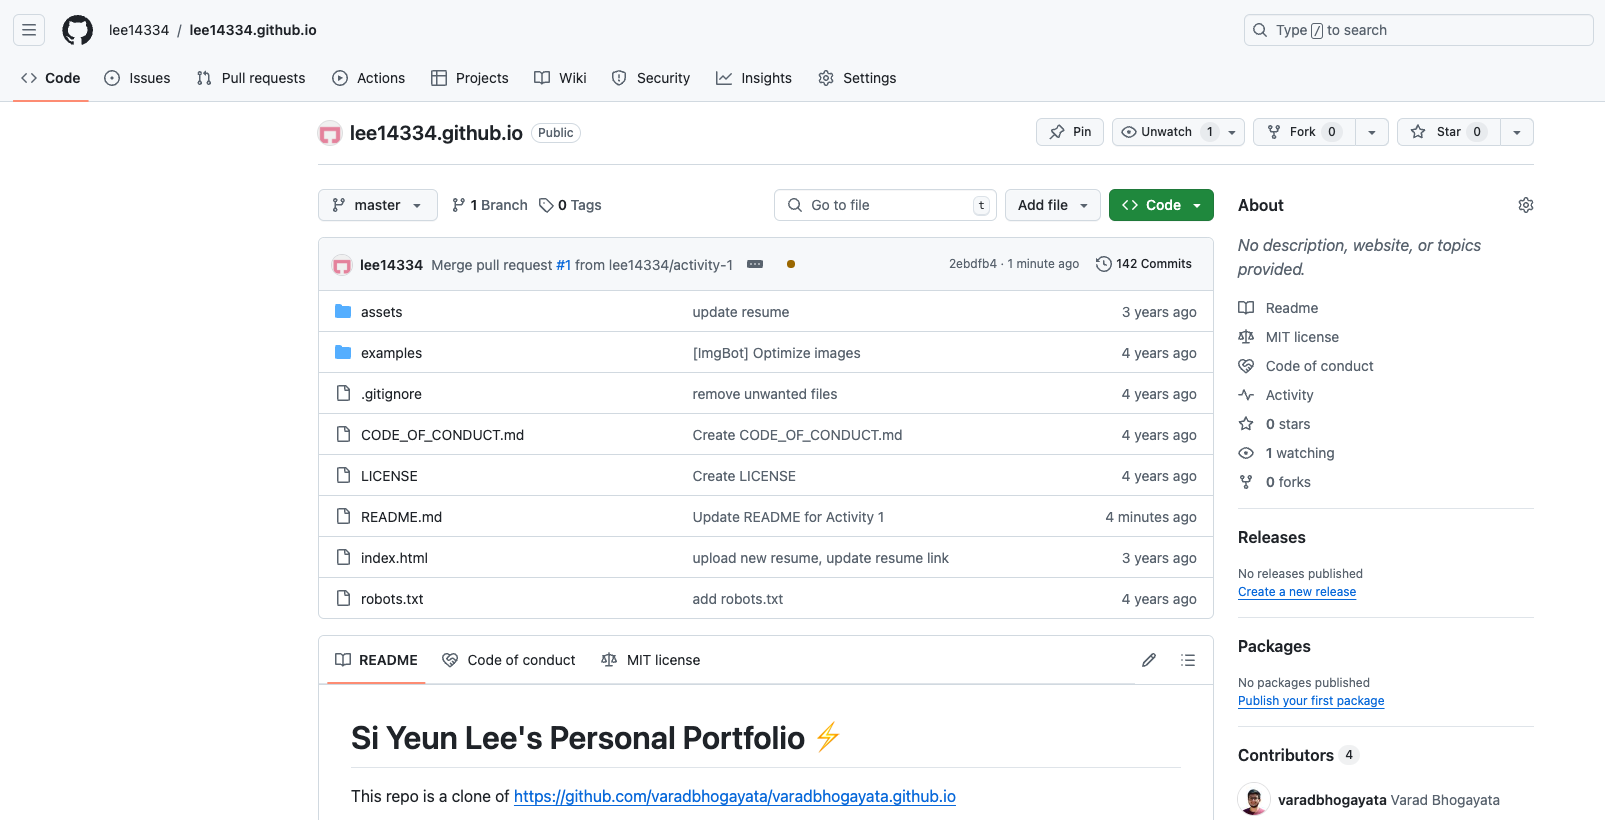 lee14334 / lee14334.github.io
Type / to search
Code Issues Pull requests Actions Projects Wiki Security Insights Settings
lee14334.github.io Public
Pin Unwatch 1 Fork 0 Star 0
master 1 Branch 0 Tags Go to file t Add file Code
lee14334 Merge pull request #1 from lee14334/activity-1 2ebdfb4 · 1 minute ago 142 Commits
assets update resume 3 years ago
examples [ImgBot] Optimize images 4 years ago
.gitignore remove unwanted files 4 years ago
CODE_OF_CONDUCT.md Create CODE_OF_CONDUCT.md 4 years ago
LICENSE Create LICENSE 4 years ago
README.md Update README for Activity 1 4 minutes ago
index.html upload new resume, update resume link 3 years ago
robots.txt add robots.txt 4 years ago
README Code of conduct MIT license
Si Yeun Lee's Personal Portfolio ⚡
This repo is a clone of https://github.com/varadbhogayata/varadbhogayata.github.io
About
No description, website, or topics
provided.
Readme
MIT license
Code of conduct
Activity
0 stars
1 watching
0 forks
Releases
No releases published
Create a new release
Packages
No packages published
Publish your first package
Contributors 4
varadbhogayata Varad Bhogayata